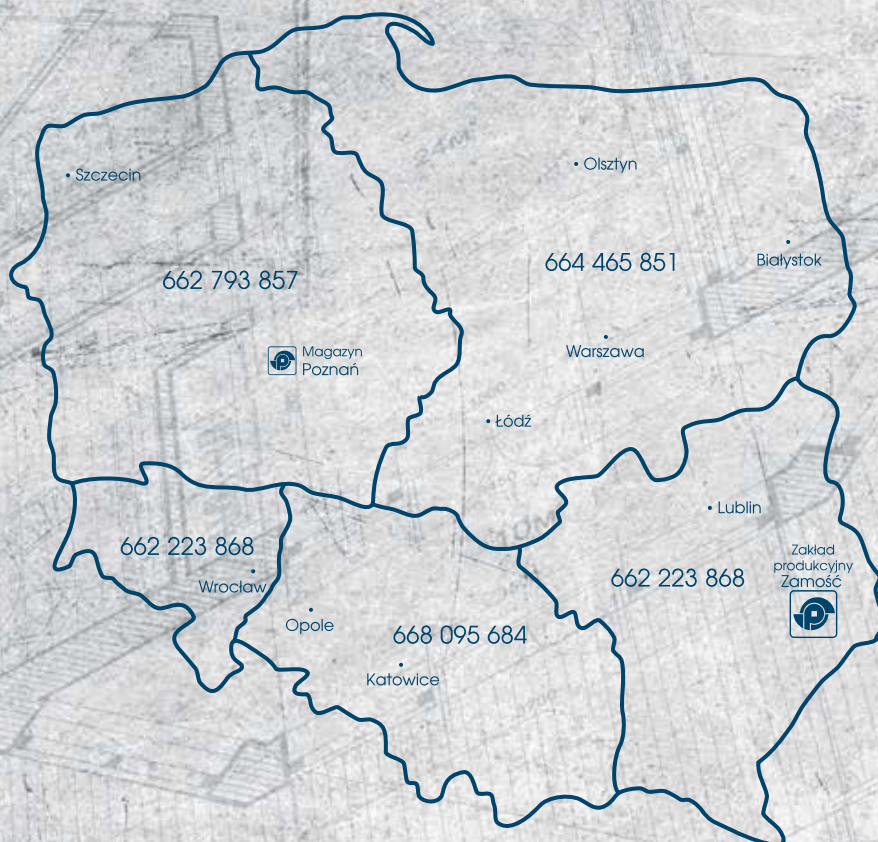 Szczecin
Olsztyn
662 793 857
664 465 851
Białystok
Magazyn
Poznań
Warszawa
Łódź
662 223 868
Wrocław
Lublin
662 223 868
Zakład
produkcyjny
Zamość
Opole
668 095 684
Katowice